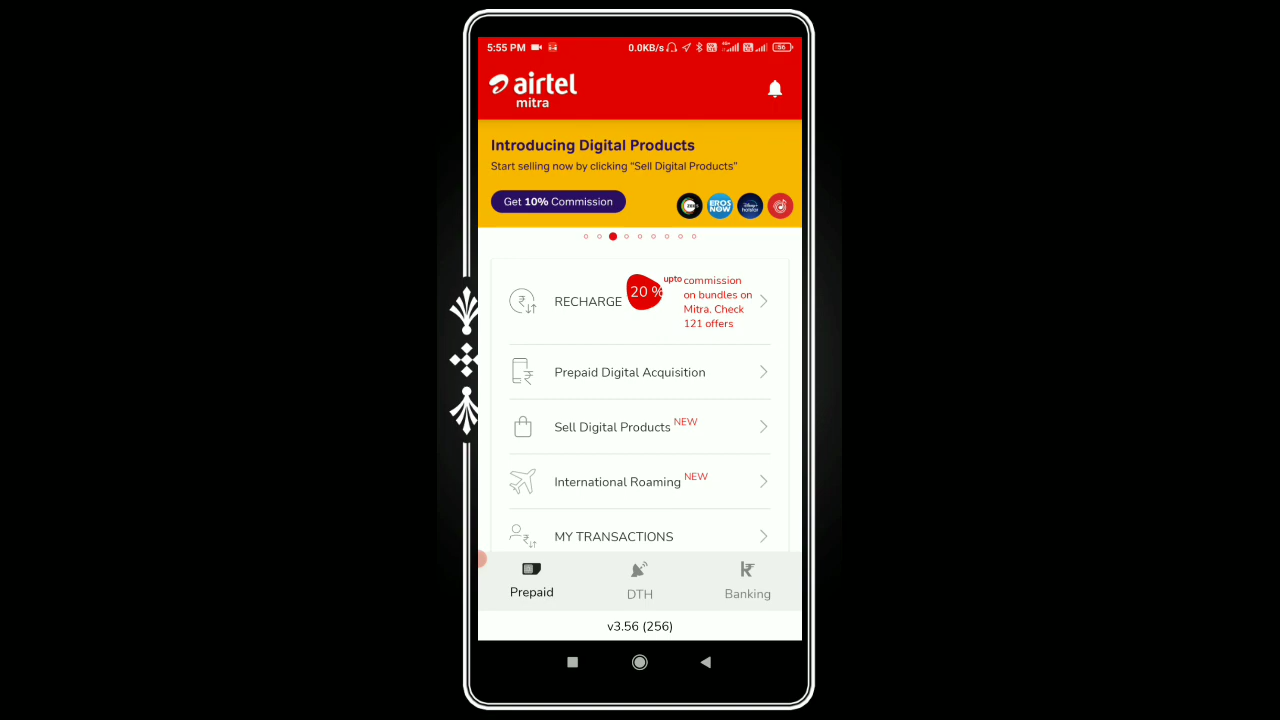 5:55 PM 0.0KB/s 56
airtel
mitra
Introducing Digital Products
Start selling now by clicking "Sell Digital Products"
Get 10% Commission
EROS NOW
RECHARGE 20 % upto commission
on bundles on
Mitra. Check
121 offers
Prepaid Digital Acquisition
Sell Digital Products NEW
International Roaming NEW
MY TRANSACTIONS
Prepaid DTH Banking
v3.56 (256)